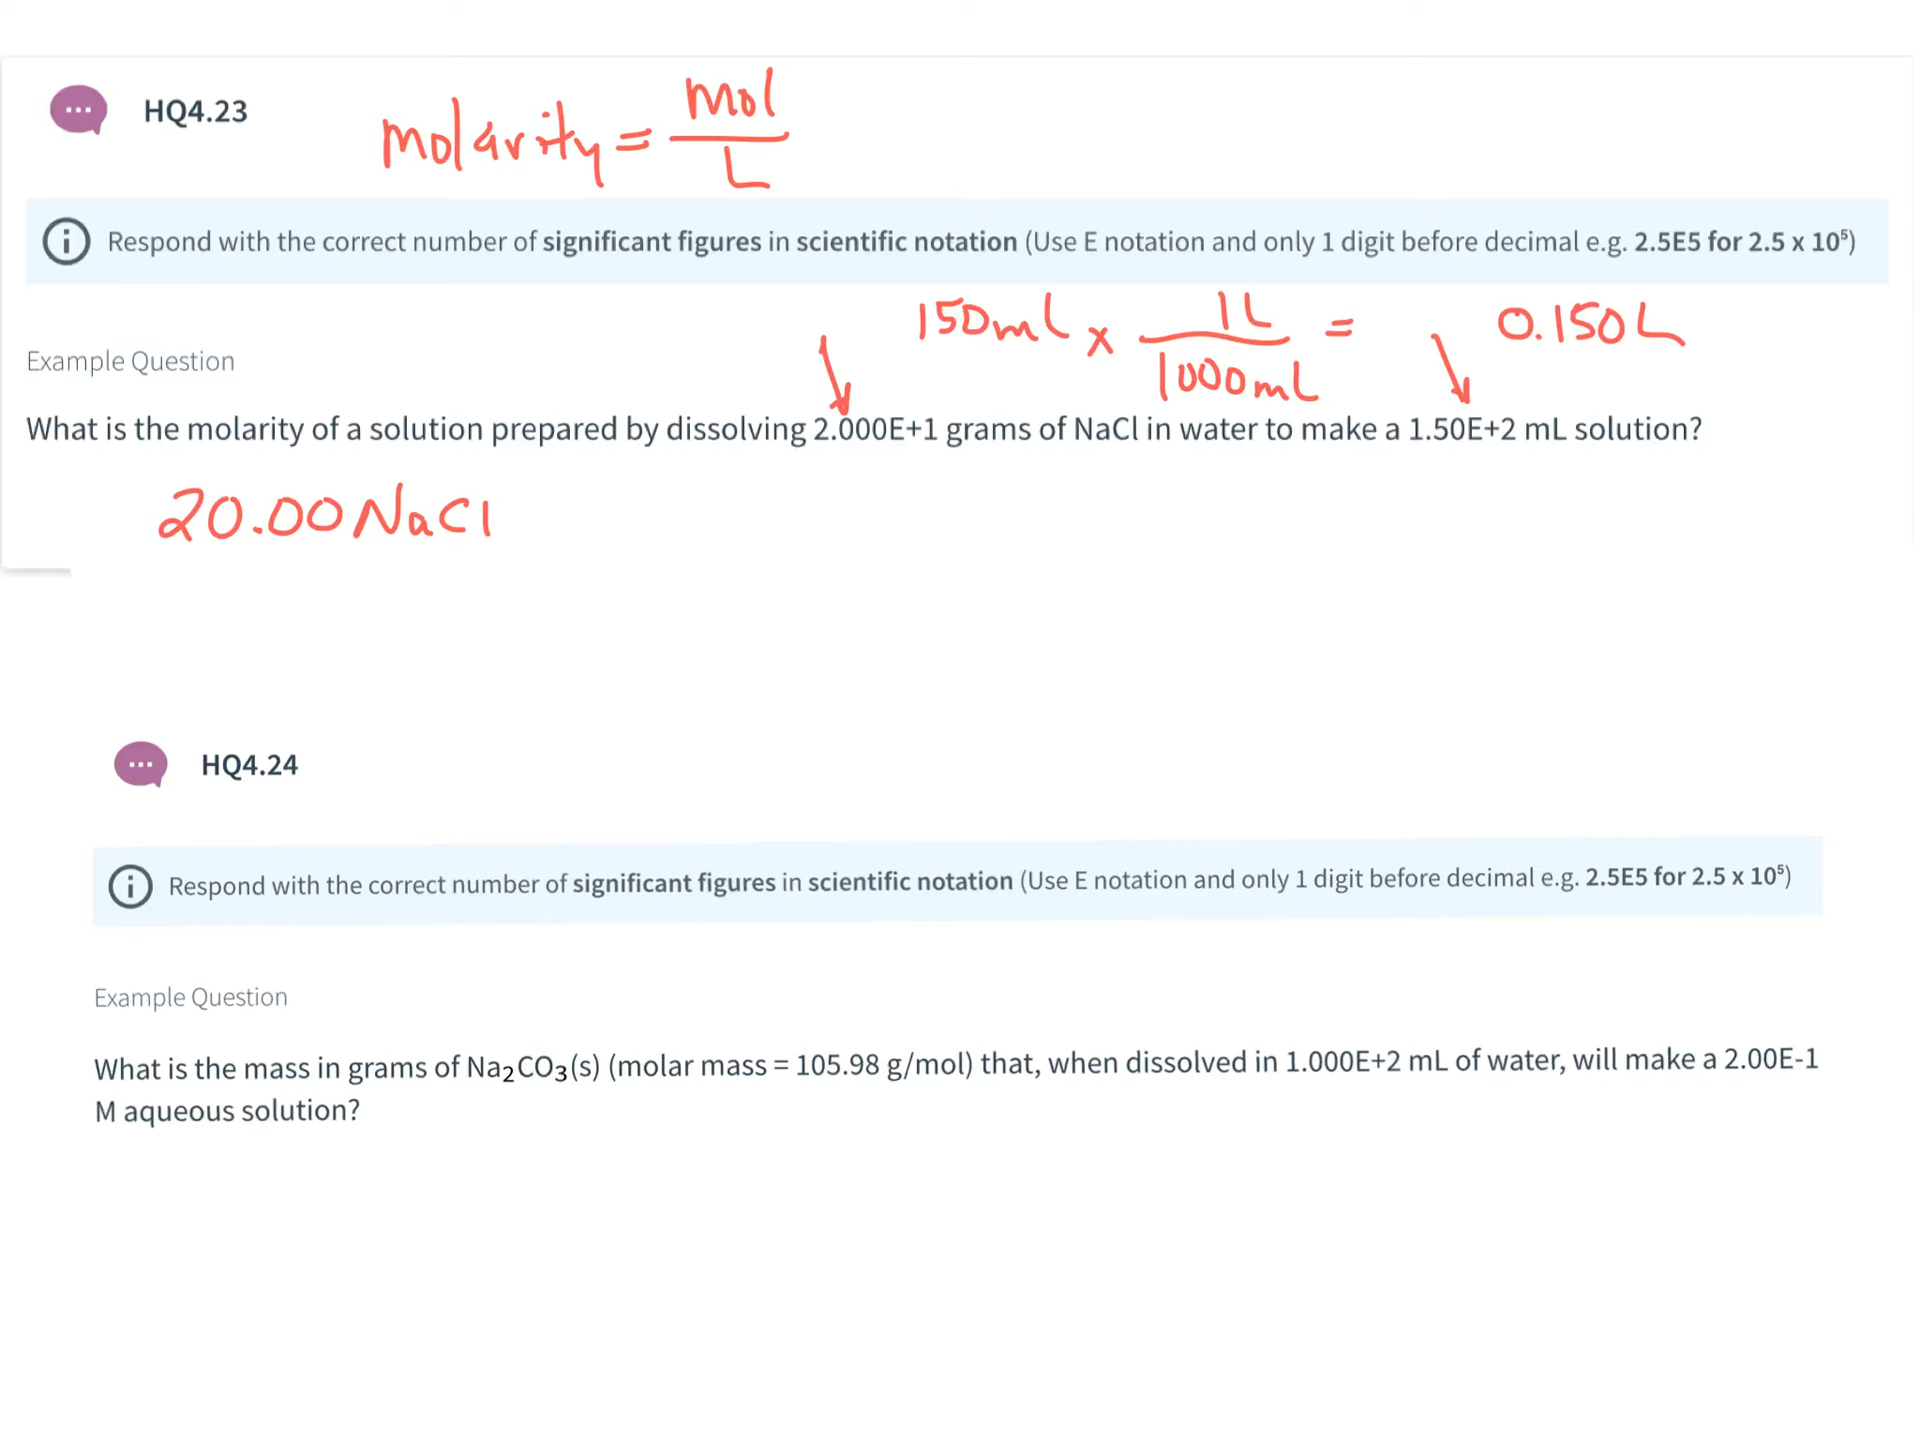 HQ4.23
molarity = mol / L
Respond with the correct number of significant figures in scientific notation (Use E notation and only 1 digit before decimal e.g. 2.5E5 for 2.5 x 10⁵)
150mL x 1L / 1000mL = 0.150L
Example Question
What is the molarity of a solution prepared by dissolving 2.000E+1 grams of NaCl in water to make a 1.50E+2 mL solution?
20.00 NaCl
HQ4.24
Respond with the correct number of significant figures in scientific notation (Use E notation and only 1 digit before decimal e.g. 2.5E5 for 2.5 x 10⁵)
Example Question
What is the mass in grams of Na₂CO₃(s) (molar mass = 105.98 g/mol) that, when dissolved in 1.000E+2 mL of water, will make a 2.00E-1
M aqueous solution?